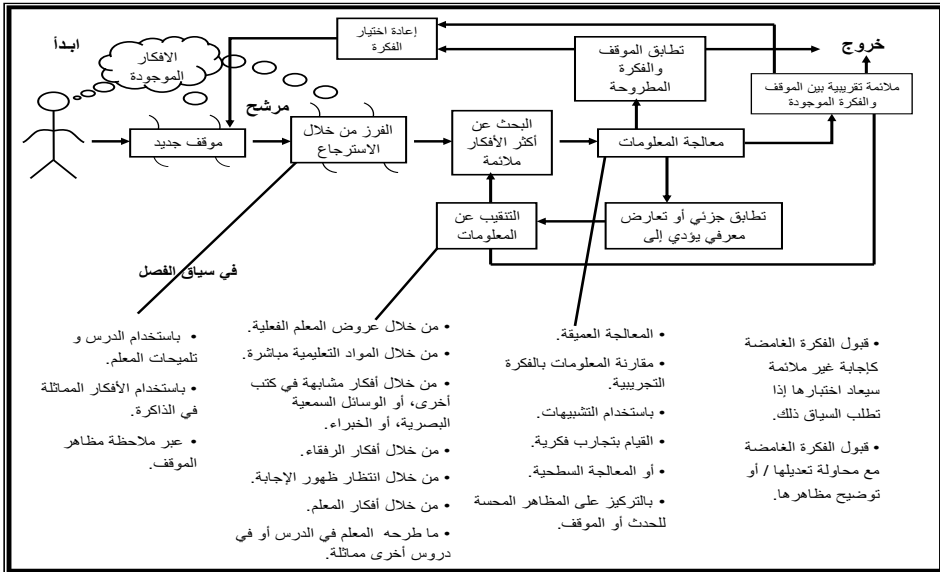 ابدأ
الافكار
الموجودة
إعادة اختيار
الفكرة
تطابق الموقف
والفكرة
المطروحة
خروج
ملائمة تقريبية بين الموقف
والفكرة الموجودة
مرشح
موقف جديد
الفرز من خلال
الاسترجاع
البحث عن
أكثر الأفكار
ملائمة
معالجة المعلومات
التنقيب عن
المعلومات
تطابق جزئي أو تعارض
معرفي يؤدي إلى
في سياق الفصل
• باستخدام الدرس و
تلميحات المعلم.
• باستخدام الأفكار المماثلة
في الذاكرة.
• عبر ملاحظة مظاهر
الموقف.
• من خلال عروض المعلم الفعلية.
• من خلال المواد التعليمية مباشرة.
• من خلال أفكار مشابهة في كتب
أخرى، أو الوسائل السمعية
البصرية، أو الخبراء.
• من خلال أفكار الرفقاء.
• من خلال انتظار ظهور الإجابة.
• من خلال أفكار المعلم.
• ما طرحه المعلم في الدرس أو في
دروس أخرى مماثلة.
• المعالجة العميقة.
• مقارنة المعلومات بالفكرة
التجريبية.
• باستخدام التشبيهات.
• القيام بتجارب فكرية.
• أو المعالجة السطحية.
• بالتركيز على المظاهر المحسة
للحدث أو الموقف.
• قبول الفكرة الغامضة
كإجابة غير ملائمة
سيعاد اختبارها إذا
تطلب السياق ذلك.
• قبول الفكرة الغامضة
مع محاولة تعديلها / أو
توضيح مظاهرها.